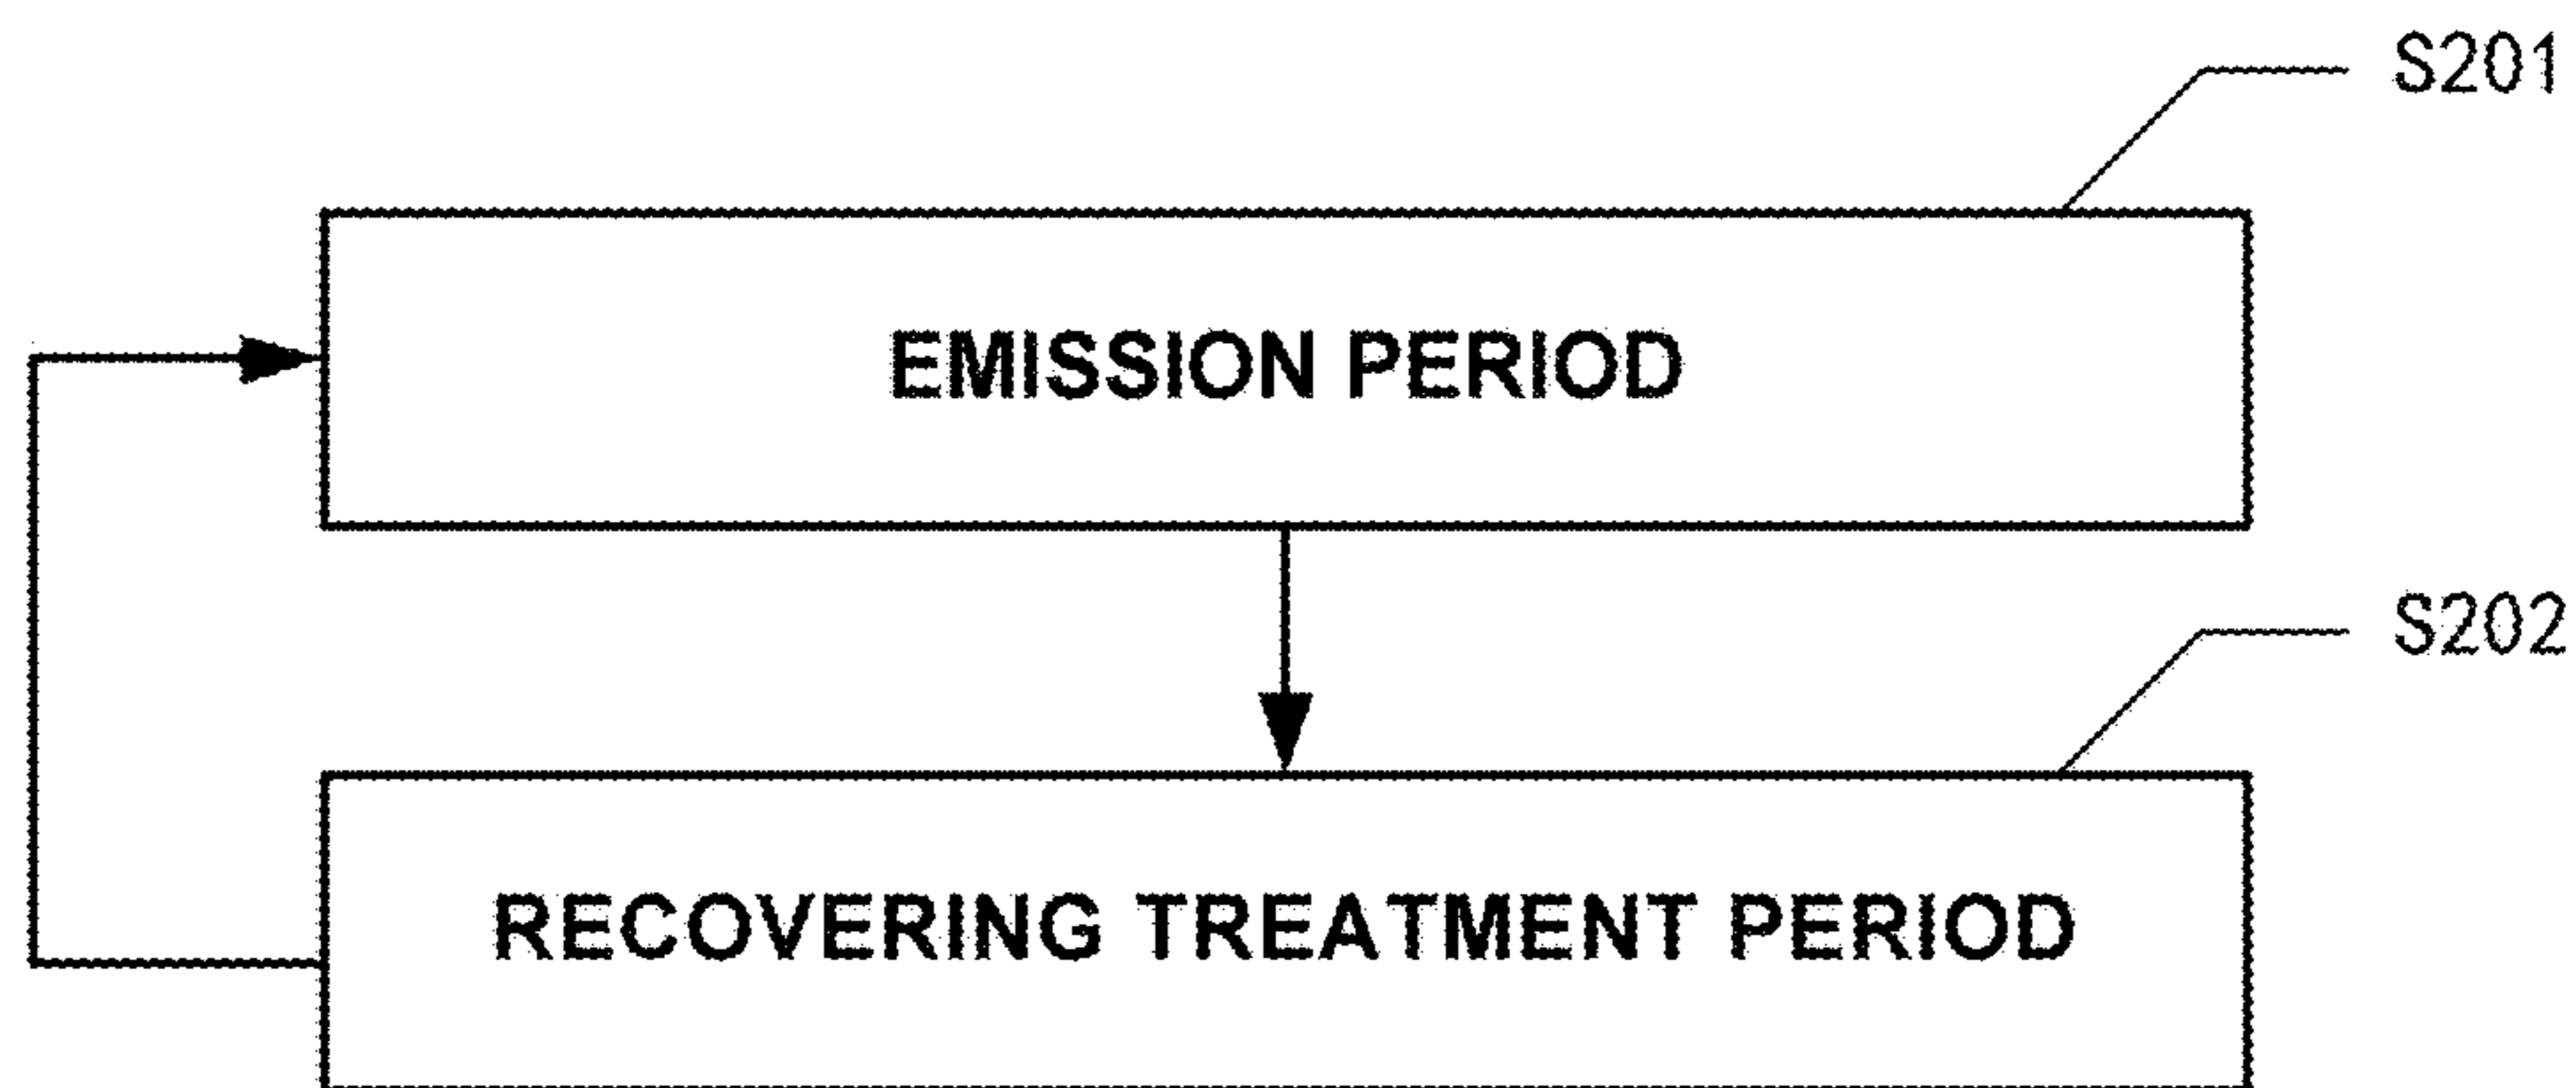 S201
EMISSION PERIOD
S202
RECOVERING TREATMENT PERIOD